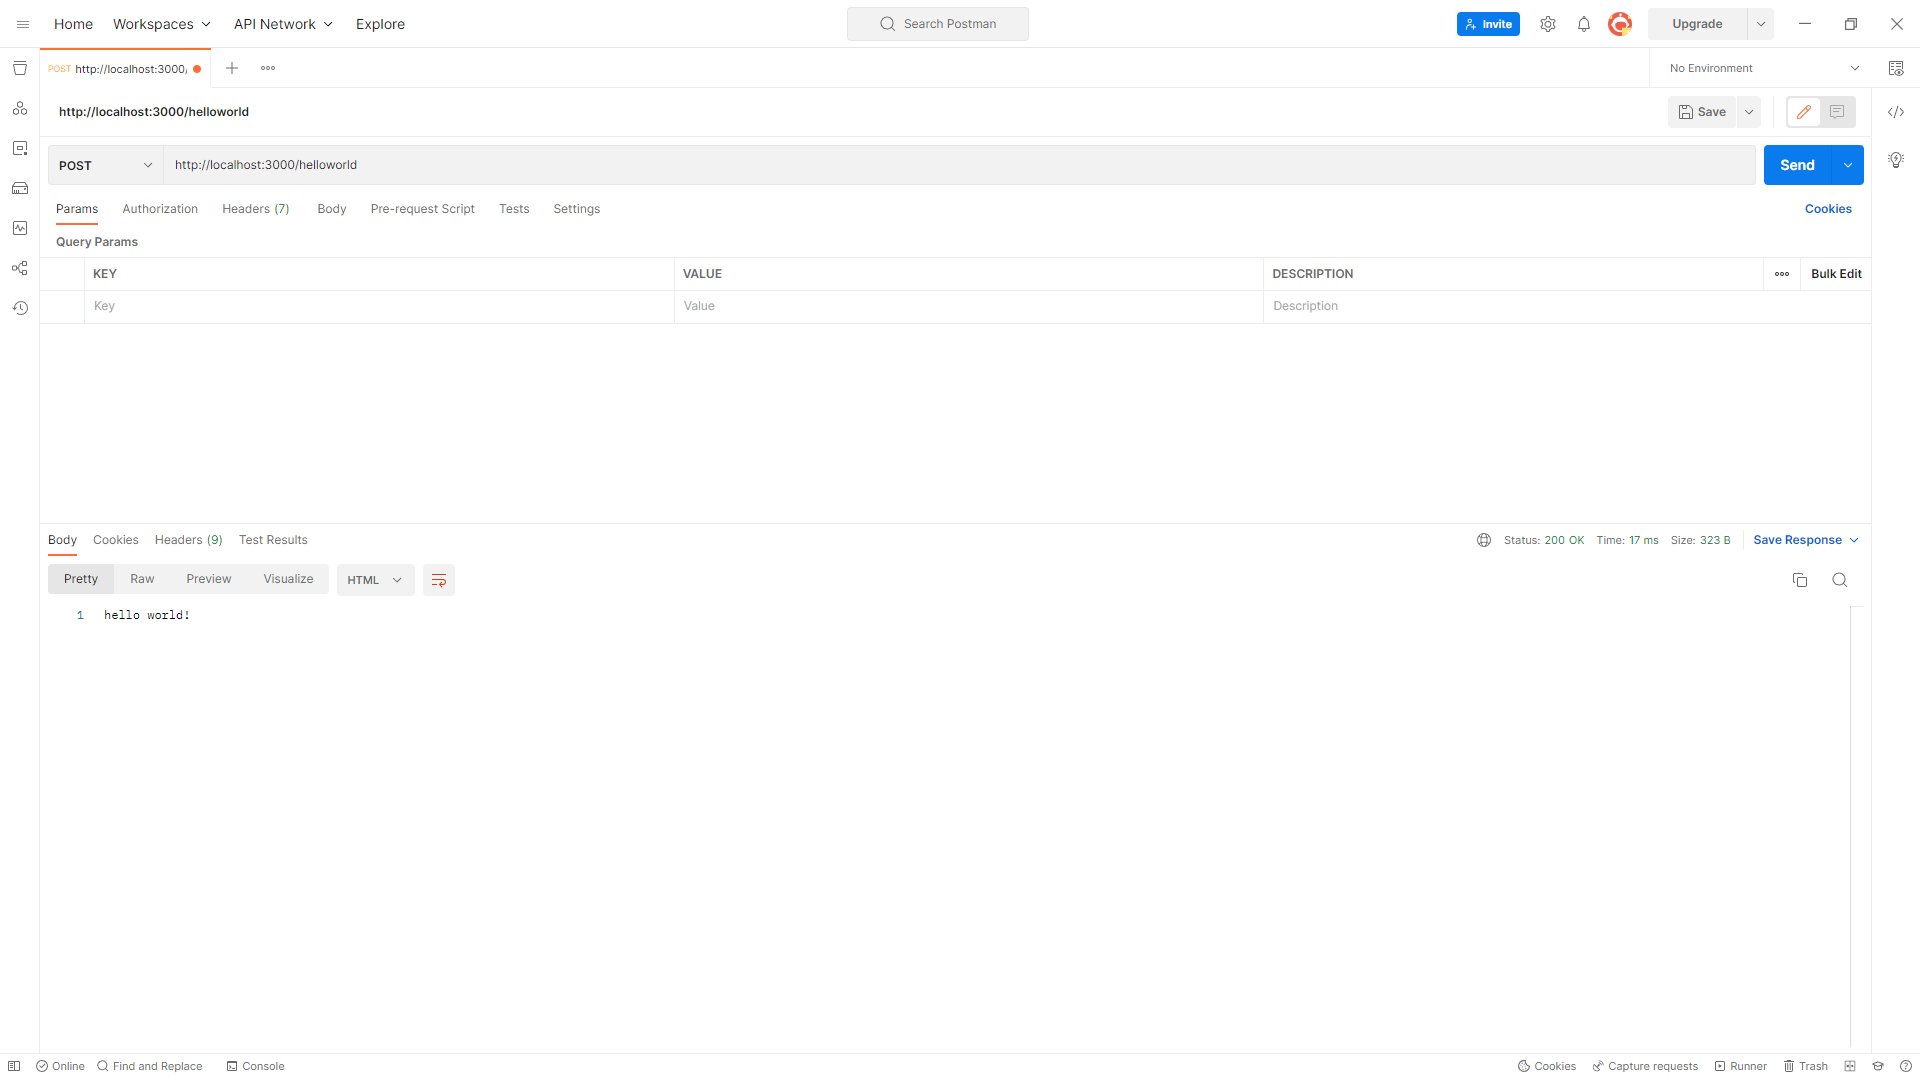 Home Workspaces API Network Explore Search Postman Invite Upgrade
POST http://localhost:3000/ No Environment
http://localhost:3000/helloworld Save
POST http://localhost:3000/helloworld Send
Params Authorization Headers (7) Body Pre-request Script Tests Settings Cookies
Query Params
KEY VALUE DESCRIPTION Bulk Edit
Key Value Description
Body Cookies Headers (9) Test Results Status: 200 OK Time: 17 ms Size: 323 B Save Response
Pretty Raw Preview Visualize HTML
1 hello world!
Online Find and Replace Console Cookies Capture requests Runner Trash